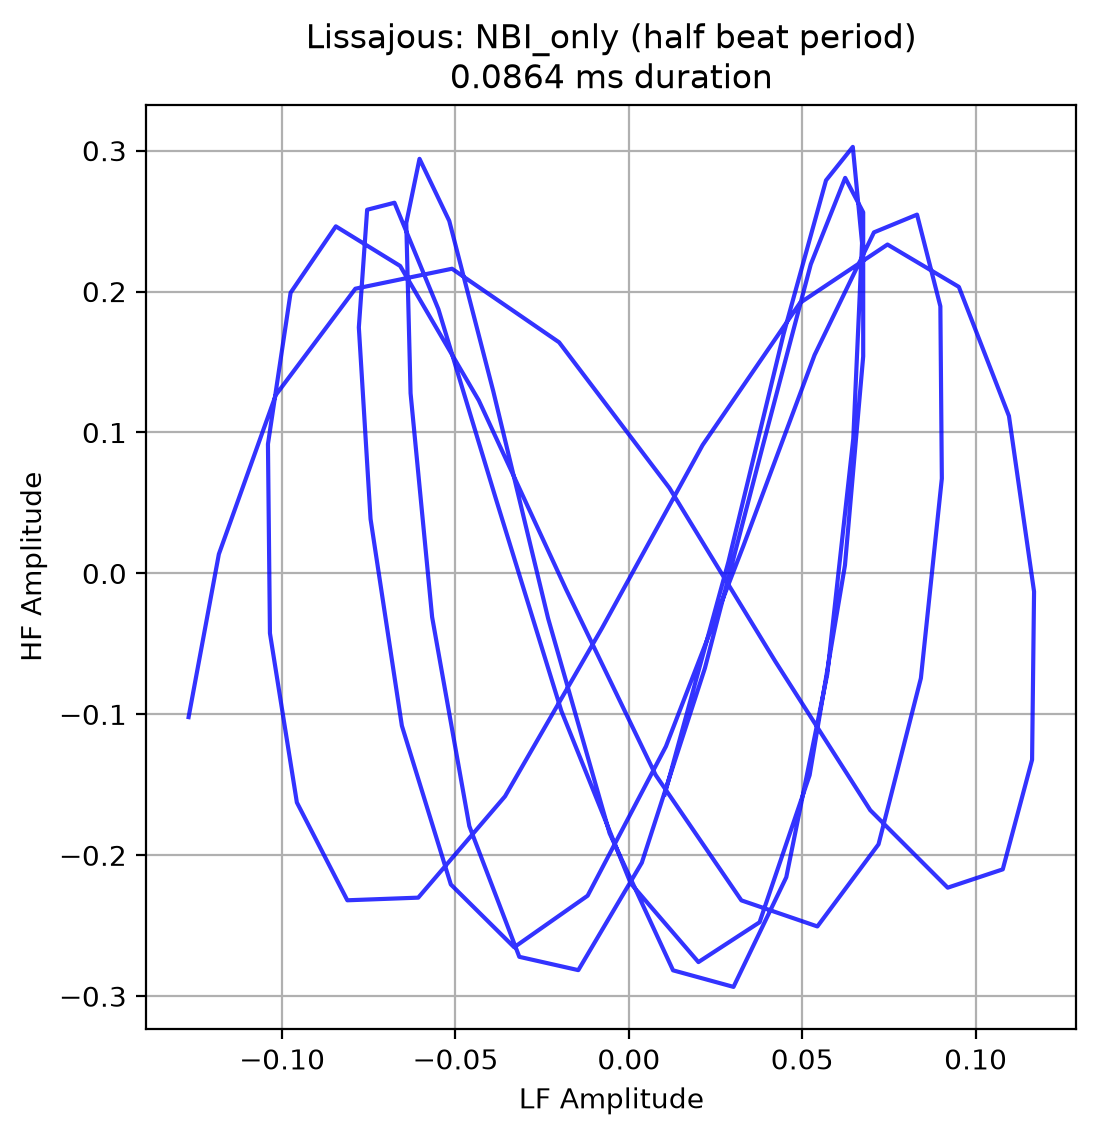 Lissajous: NBI_only (half beat period)
0.0864 ms duration
0.3
0.2
0.1
0.0
−0.1
−0.2
−0.3
HF Amplitude
−0.10 −0.05 0.00 0.05 0.10
LF Amplitude